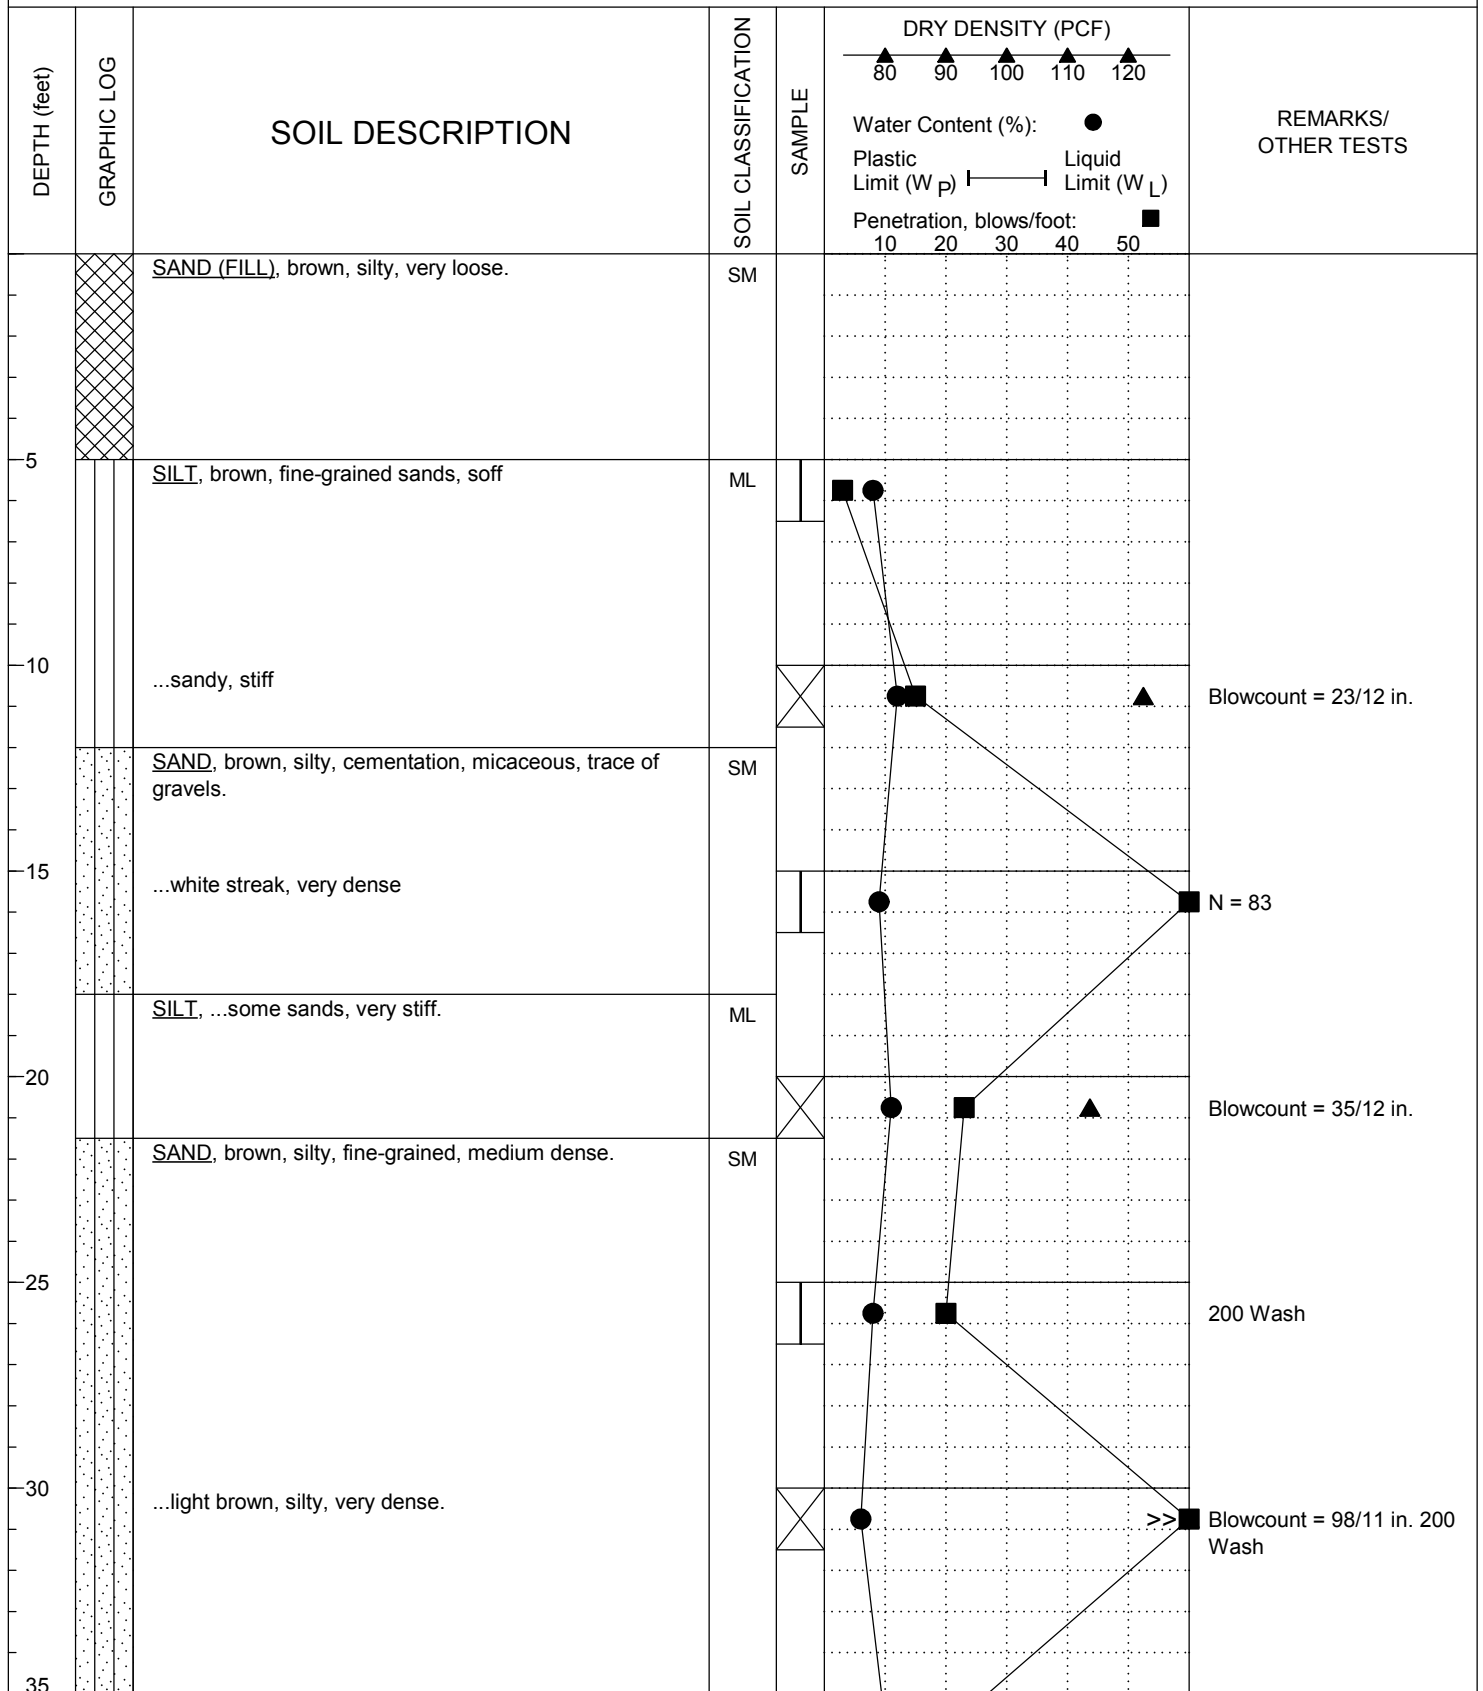 DEPTH (feet)
GRAPHIC LOG
SOIL DESCRIPTION
SOIL CLASSIFICATION
SAMPLE
DRY DENSITY (PCF)
80 90 100 110 120
Water Content (%):
Plastic Limit (W P)
Liquid Limit (W L)
Penetration, blows/foot:
10 20 30 40 50
REMARKS/
OTHER TESTS
SAND (FILL), brown, silty, very loose.
SM
5
SILT, brown, fine-grained sands, soff
ML
10
...sandy, stiff
Blowcount = 23/12 in.
SAND, brown, silty, cementation, micaceous, trace of
gravels.
SM
15
...white streak, very dense
N = 83
SILT, ...some sands, very stiff.
ML
20
Blowcount = 35/12 in.
SAND, brown, silty, fine-grained, medium dense.
SM
25
200 Wash
30
...light brown, silty, very dense.
>>
Blowcount = 98/11 in. 200
Wash
35